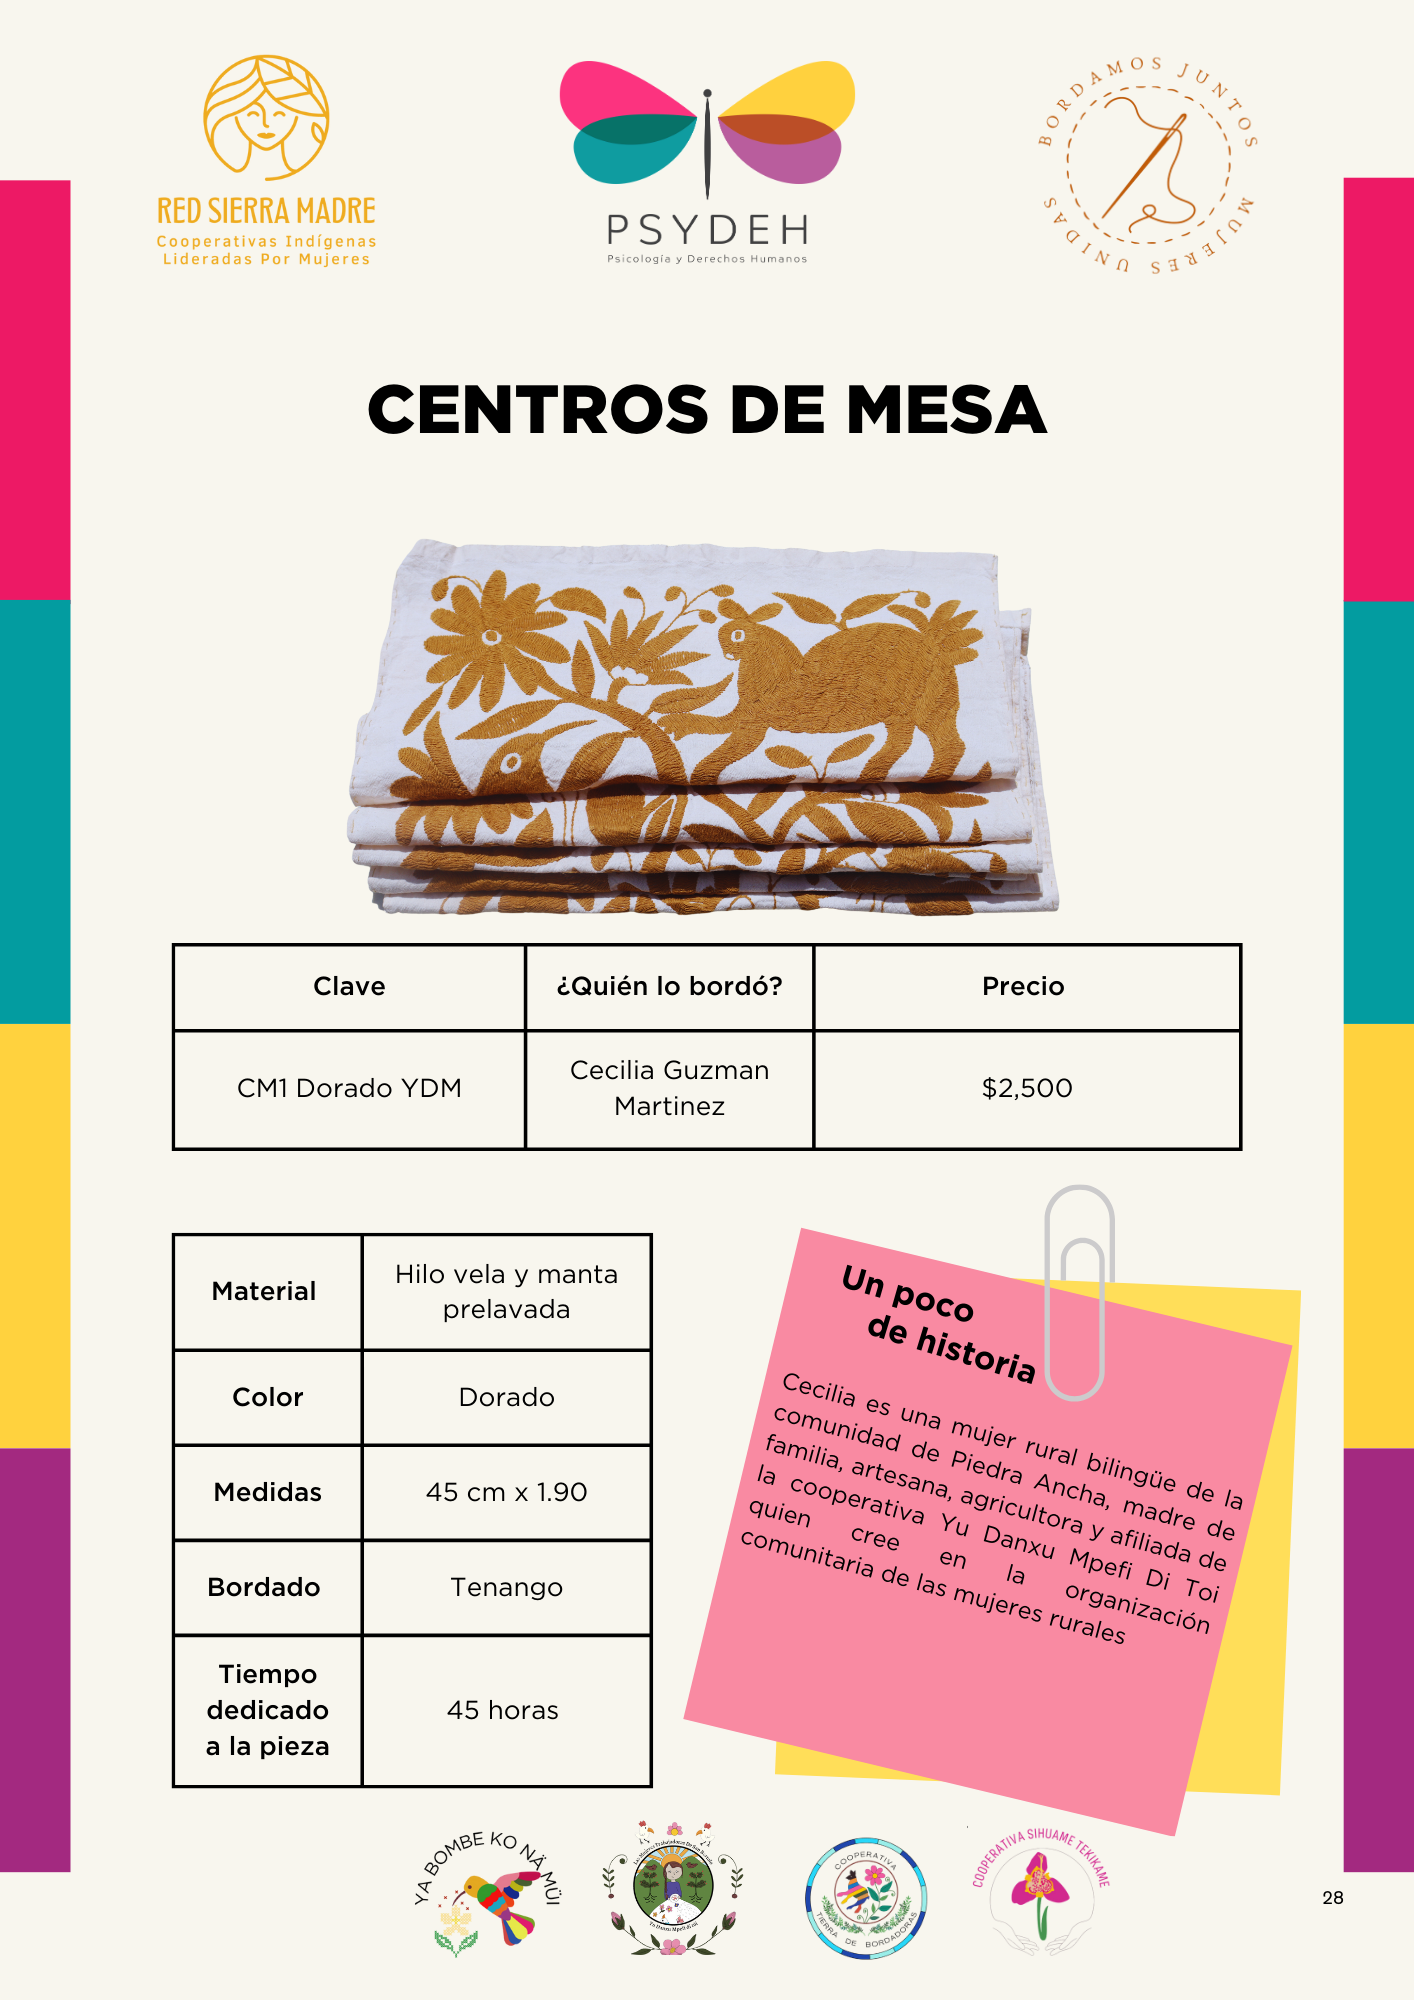 RED SIERRA MADRE
Cooperativas Indígenas
Lideradas Por Mujeres
PSYDEH
Psicología y Derechos Humanos
BORDAMOS JUNTOS
MUJERES UNIDAS
CENTROS DE MESA
Clave
¿Quién lo bordó?
Precio
CM1 Dorado YDM
Cecilia Guzman
Martinez
$2,500
Material
Hilo vela y manta
prelavada
Color
Dorado
Medidas
45 cm x 1.90
Bordado
Tenango
Tiempo
dedicado
a la pieza
45 horas
Un poco
de historia
Cecilia es una mujer rural bilingüe de la
comunidad de Piedra Ancha, madre de
familia, artesana, agricultora y afiliada de
la cooperativa Yu Danxu Mpefi Di Toi
quien cree en la organización
comunitaria de las mujeres rurales
YA BOMBE KO NÄ MÜI
COOPERATIVA
TIERRA DE BORDADORAS
COOPERATIVA SIHUAME TEKIKAME
28